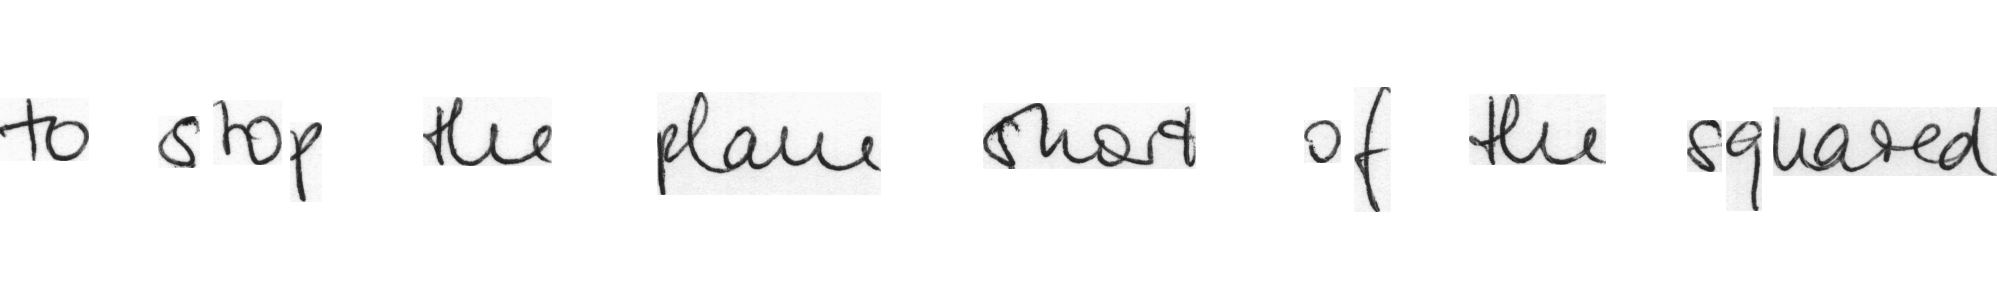 to stop the plane short of the squared